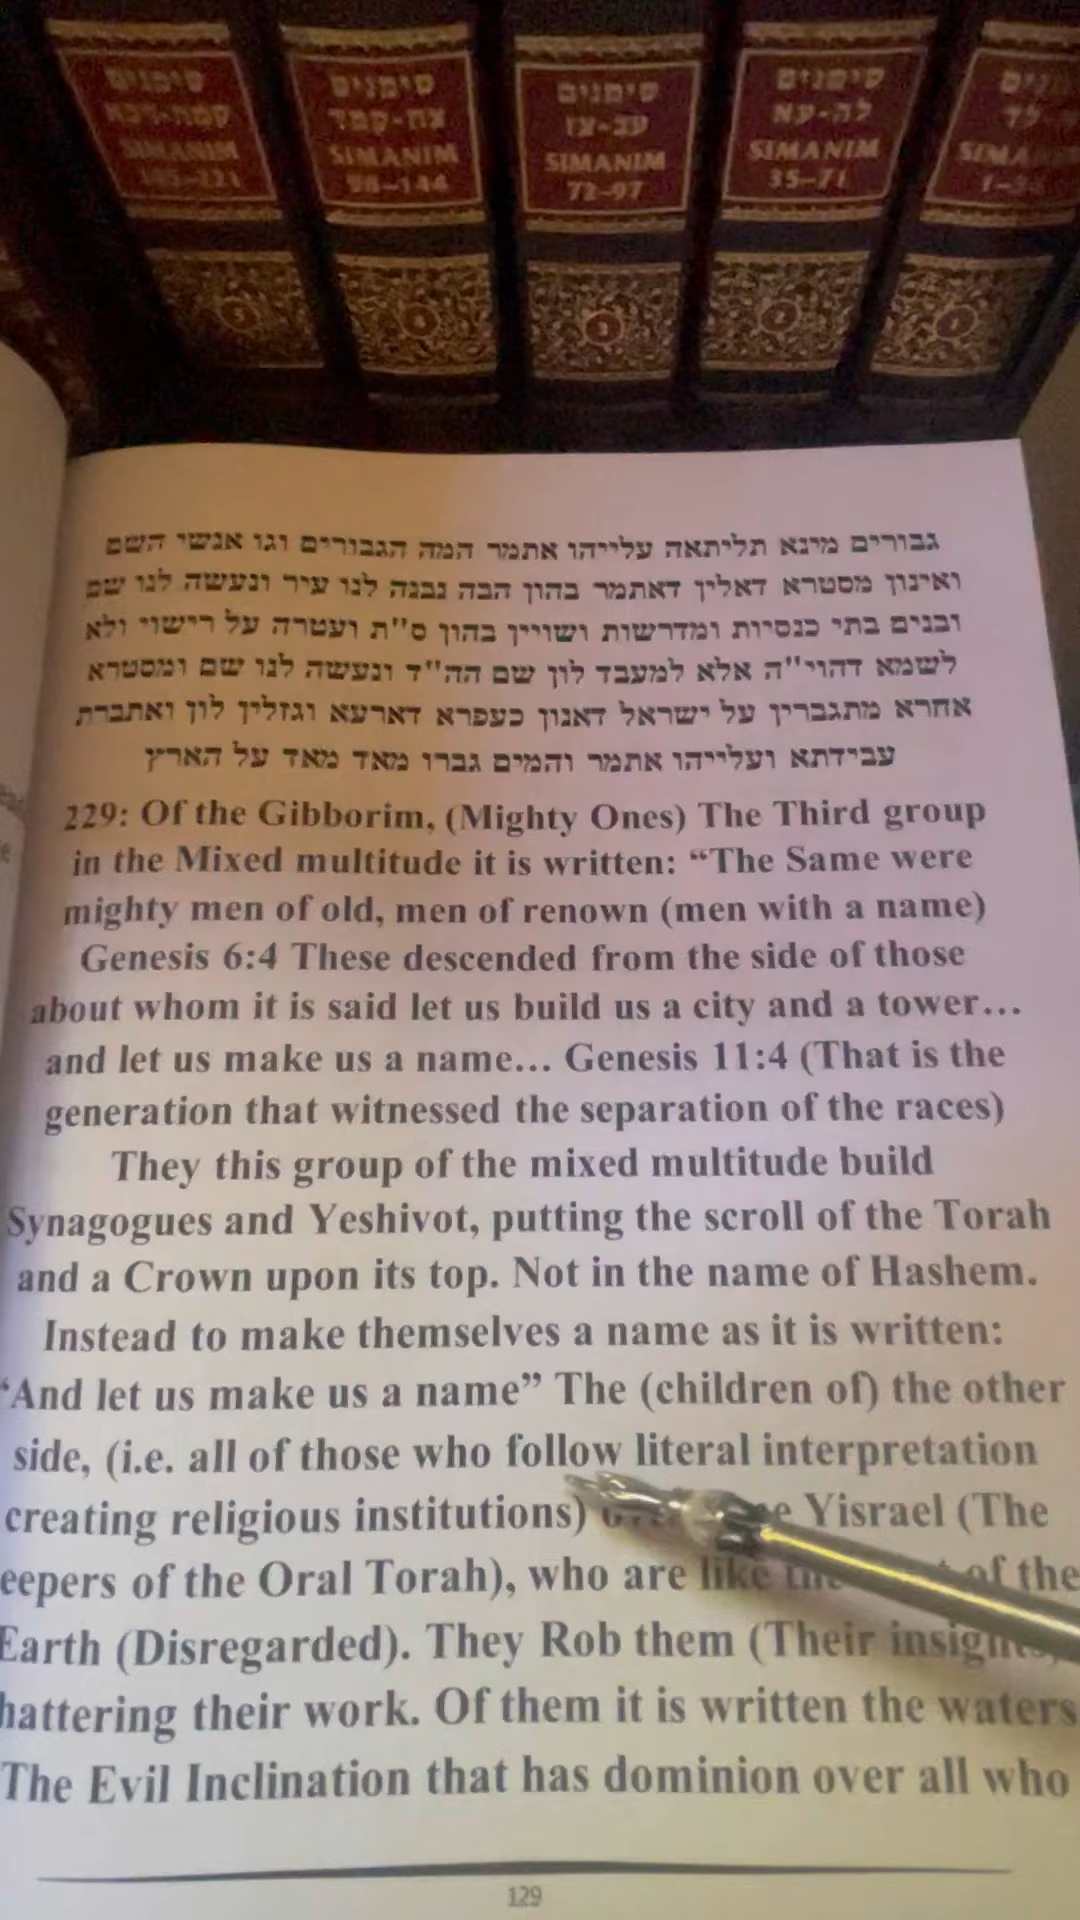 סימנים
קמה-רכא
SIMANIM
145-221
סימנים
צח-קמד
SIMANIM
98-144
סימנים
עב-צז
SIMANIM
72-97
סימנים
לה-עא
SIMANIM
35-71
SIMA
גבורים מינא תליתאה עלייהו אתמר המה הגבורים וגו אנשי השם
ואינון מסטרא דאלין דאתמר בהון הבה נבנה לנו עיר ונעשה לנו שם
ובנים בתי כנסיות ומדרשות ושויין בהון ס''ת ועטרה על רישוי ולא
לשמא דהוי''ה אלא למעבד לון שם הה''ד ונעשה לנו שם ומסטרא
אחרא מתגברין על ישראל דאנון כעפרא דארעא וגזלין לון ואתברת
עבידתא ועלייהו אתמר והמים גברו מאד מאד על הארץ
229: Of the Gibborim, (Mighty Ones) The Third group
in the Mixed multitude it is written: “The Same were
mighty men of old, men of renown (men with a name)
Genesis 6:4 These descended from the side of those
about whom it is said let us build us a city and a tower…
and let us make us a name… Genesis 11:4 (That is the
generation that witnessed the separation of the races)
They this group of the mixed multitude build
Synagogues and Yeshivot, putting the scroll of the Torah
and a Crown upon its top. Not in the name of Hashem.
Instead to make themselves a name as it is written:
“And let us make us a name” The (children of) the other
side, (i.e. all of those who follow literal interpretation
creating religious institutions) Yisrael (The
eepers of the Oral Torah), who are like of the
Earth (Disregarded). They Rob them (Their
hattering their work. Of them it is written the waters
The Evil Inclination that has dominion over all who
129